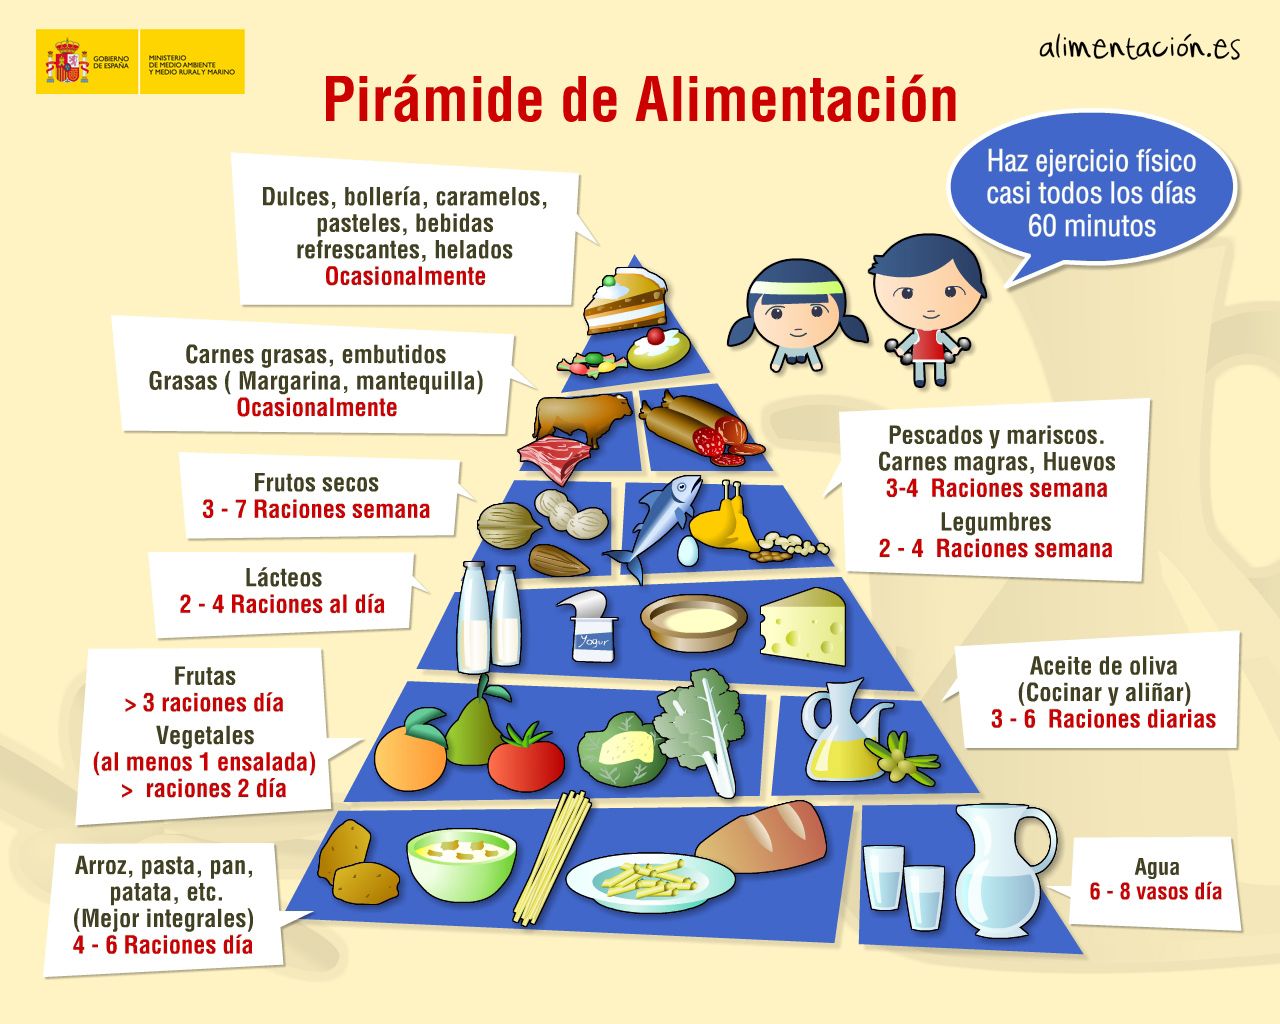 GOBIERNO
DE ESPAÑA
MINISTERIO
DE MEDIO AMBIENTE
Y MEDIO RURAL Y MARINO
alimentación.es
Pirámide de Alimentación
Haz ejercicio físico
casi todos los días
60 minutos
Dulces, bollería, caramelos,
pasteles, bebidas
refrescantes, helados
Ocasionalmente
Carnes grasas, embutidos
Grasas ( Margarina, mantequilla)
Ocasionalmente
Pescados y mariscos.
Carnes magras, Huevos
3-4 Raciones semana
Legumbres
2 - 4 Raciones semana
Frutos secos
3 - 7 Raciones semana
Lácteos
2 - 4 Raciones al día
Yogur
Aceite de oliva
(Cocinar y aliñar)
3 - 6 Raciones diarias
Frutas
> 3 raciones día
Vegetales
(al menos 1 ensalada)
> raciones 2 día
Arroz, pasta, pan,
patata, etc.
(Mejor integrales)
4 - 6 Raciones día
Agua
6 - 8 vasos día